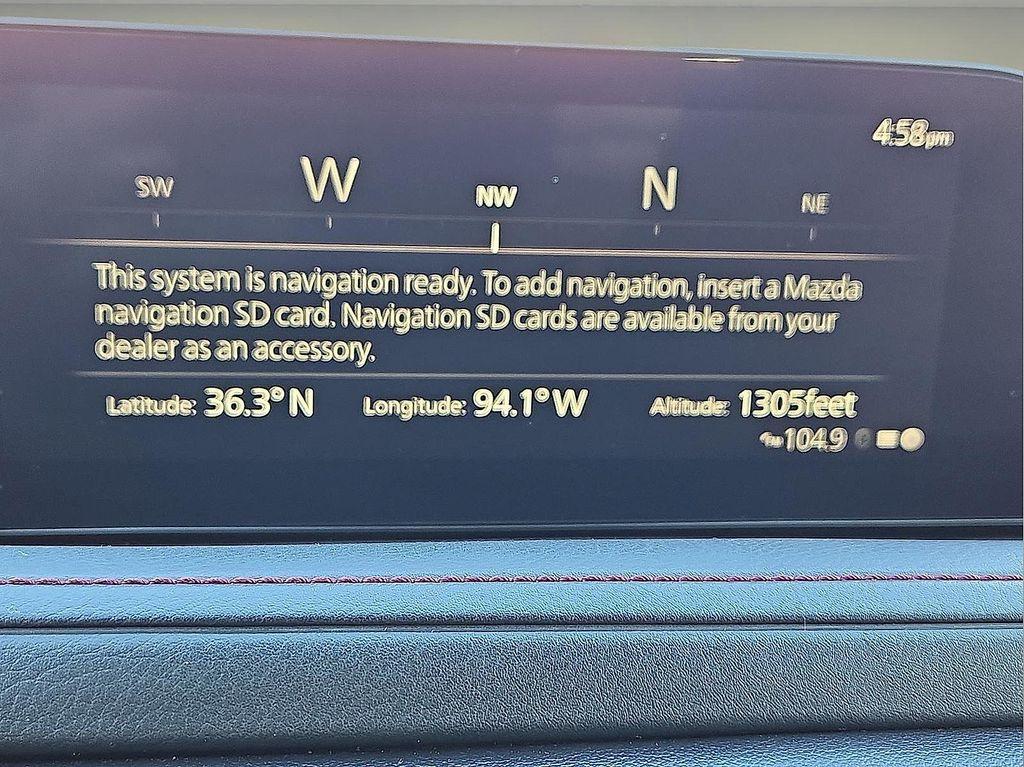 4:58pm
SW W NW N NE
This system is navigation ready. To add navigation, insert a Mazda
navigation SD card. Navigation SD cards are available from your
dealer as an accessory.
Latitude: 36.3° N Longitude: 94.1° W Altitude: 1305feet
104.9